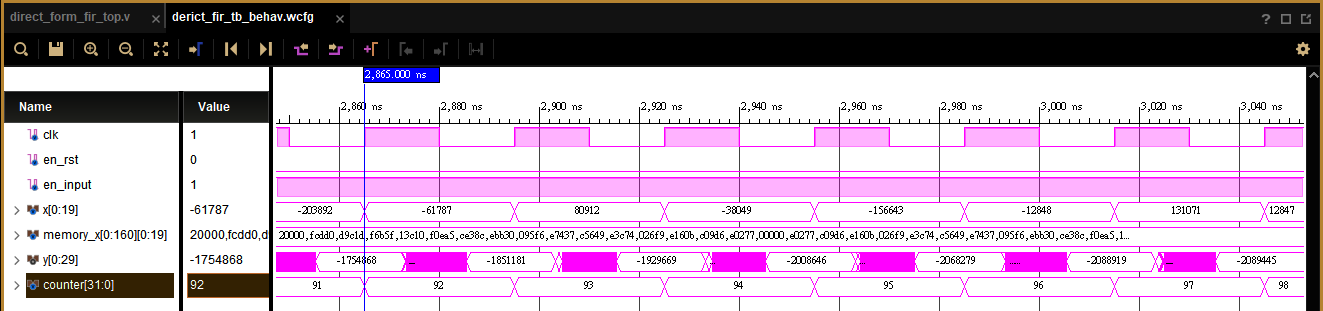 direct_form_fir_top.v × derict_fir_tb_behav.wcfg ×
2,865.000 ns
Name Value
2,860 ns 2,880 ns 2,900 ns 2,920 ns 2,940 ns 2,960 ns 2,980 ns 3,000 ns 3,020 ns 3,040 ns
clk 1
en_rst 0
en_input 1
x[0:19] -61787 -203892 -61787 80912 -38049 -156643 -12848 131071 12847
memory_x[0:160][0:19] 20000,fcdd0,d 20000,fcdd0,d9c1d,f6b5f,13c10,f0ea5,ce38c,ebb30,095f6,e7437,c5649,e3c74,026f9,e160b,c09d6,e0277,00000,e0277,c09d6,e160b,026f9,e3c74,c5649,e7437,095f6,ebb30,ce38c,f0ea5,1...
y[0:29] -1754868 -1754868 ... -1851181 -1929669 -2008646 -2068279 ... -2088919 -2089445
counter[31:0] 92 91 92 93 94 95 96 97 98